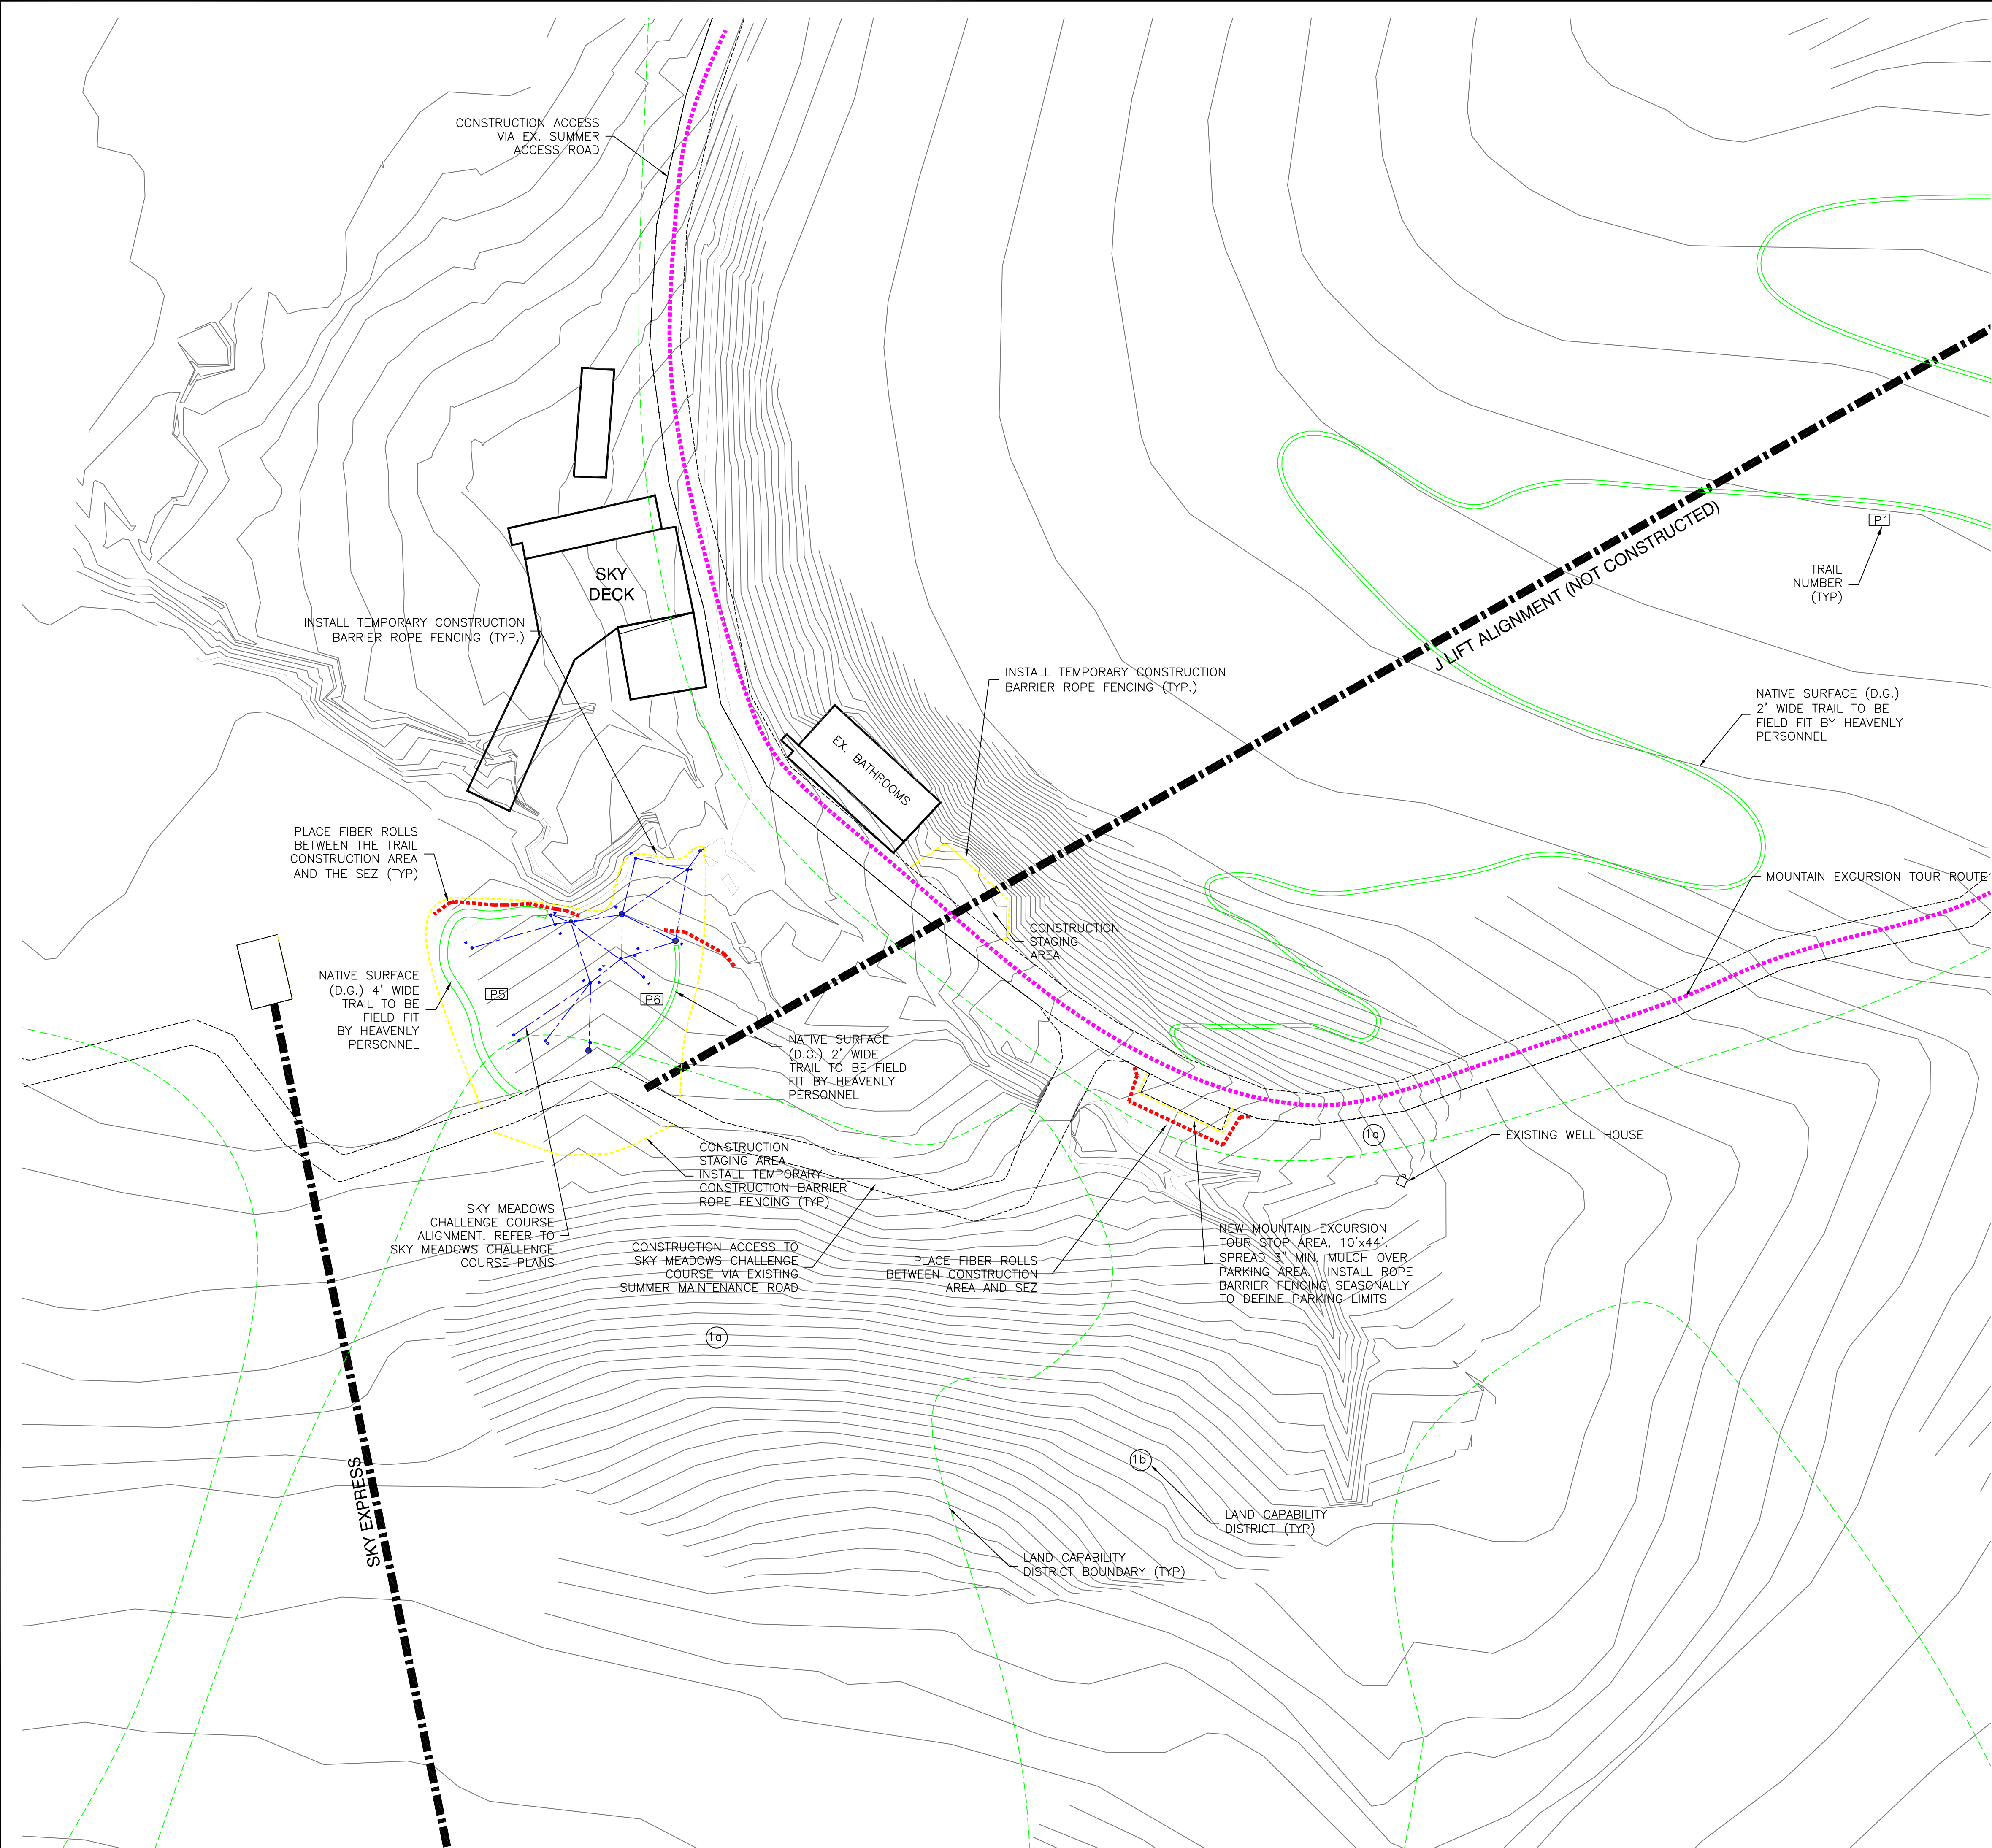 CONSTRUCTION ACCESS
VIA EX. SUMMER
ACCESS ROAD
SKY
DECK
INSTALL TEMPORARY CONSTRUCTION
BARRIER ROPE FENCING (TYP.)
P1
TRAIL
NUMBER
(TYP)
J LIFT ALIGNMENT (NOT CONSTRUCTED)
INSTALL TEMPORARY CONSTRUCTION
BARRIER ROPE FENCING (TYP.)
NATIVE SURFACE (D.G.)
2' WIDE TRAIL TO BE
FIELD FIT BY HEAVENLY
PERSONNEL
EX. BATHROOMS
PLACE FIBER ROLLS
BETWEEN THE TRAIL
CONSTRUCTION AREA
AND THE SEZ (TYP)
MOUNTAIN EXCURSION TOUR ROUTE
CONSTRUCTION
STAGING
AREA
NATIVE SURFACE
(D.G.) 4' WIDE
TRAIL TO BE
FIELD FIT
BY HEAVENLY
PERSONNEL
P5
P6
NATIVE SURFACE
(D.G.) 2' WIDE
TRAIL TO BE FIELD
FIT BY HEAVENLY
PERSONNEL
1a
EXISTING WELL HOUSE
CONSTRUCTION
STAGING AREA
INSTALL TEMPORARY
CONSTRUCTION BARRIER
ROPE FENCING (TYP)
SKY MEADOWS
CHALLENGE COURSE
ALIGNMENT. REFER TO
SKY MEADOWS CHALLENGE
COURSE PLANS
CONSTRUCTION ACCESS TO
SKY MEADOWS CHALLENGE
COURSE VIA EXISTING
SUMMER MAINTENANCE ROAD
PLACE FIBER ROLLS
BETWEEN CONSTRUCTION
AREA AND SEZ
NEW MOUNTAIN EXCURSION
TOUR STOP AREA, 10'x44'.
SPREAD 3" MIN. MULCH OVER
PARKING AREA. INSTALL ROPE
BARRIER FENCING SEASONALLY
TO DEFINE PARKING LIMITS
1a
1b
LAND CAPABILITY
DISTRICT (TYP)
LAND CAPABILITY
DISTRICT BOUNDARY (TYP)
SKY EXPRESS